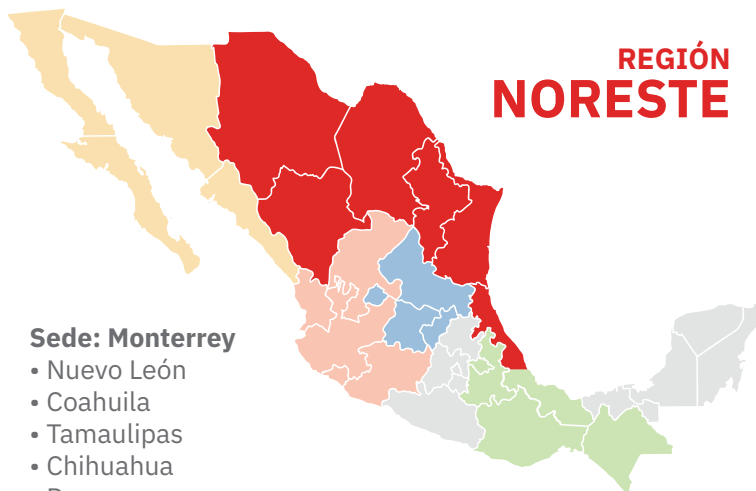 REGIÓN
NORESTE
Sede: Monterrey
• Nuevo León
• Coahuila
• Tamaulipas
• Chihuahua